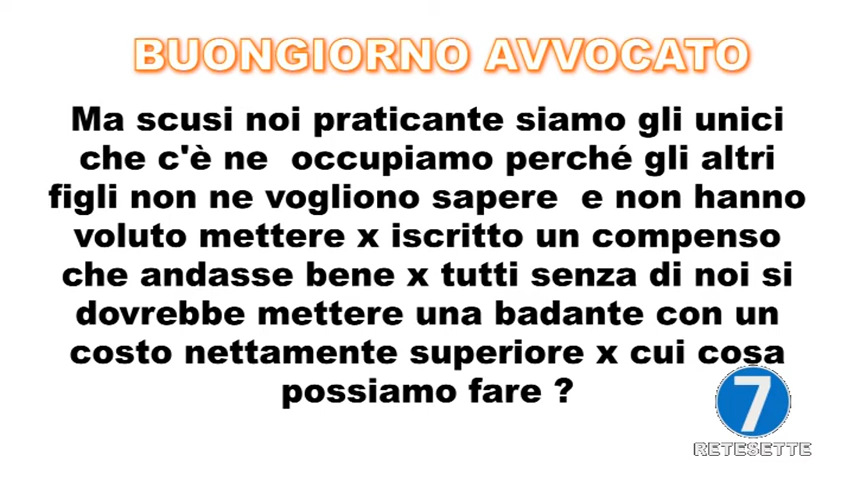 BUONGIORNO AVVOCATO
Ma scusi noi praticante siamo gli unici
che c'è ne occupiamo perché gli altri
figli non ne vogliono sapere e non hanno
voluto mettere x iscritto un compenso
che andasse bene x tutti senza di noi si
dovrebbe mettere una badante con un
costo nettamente superiore x cui cosa
possiamo fare ?
7
RETESETTE